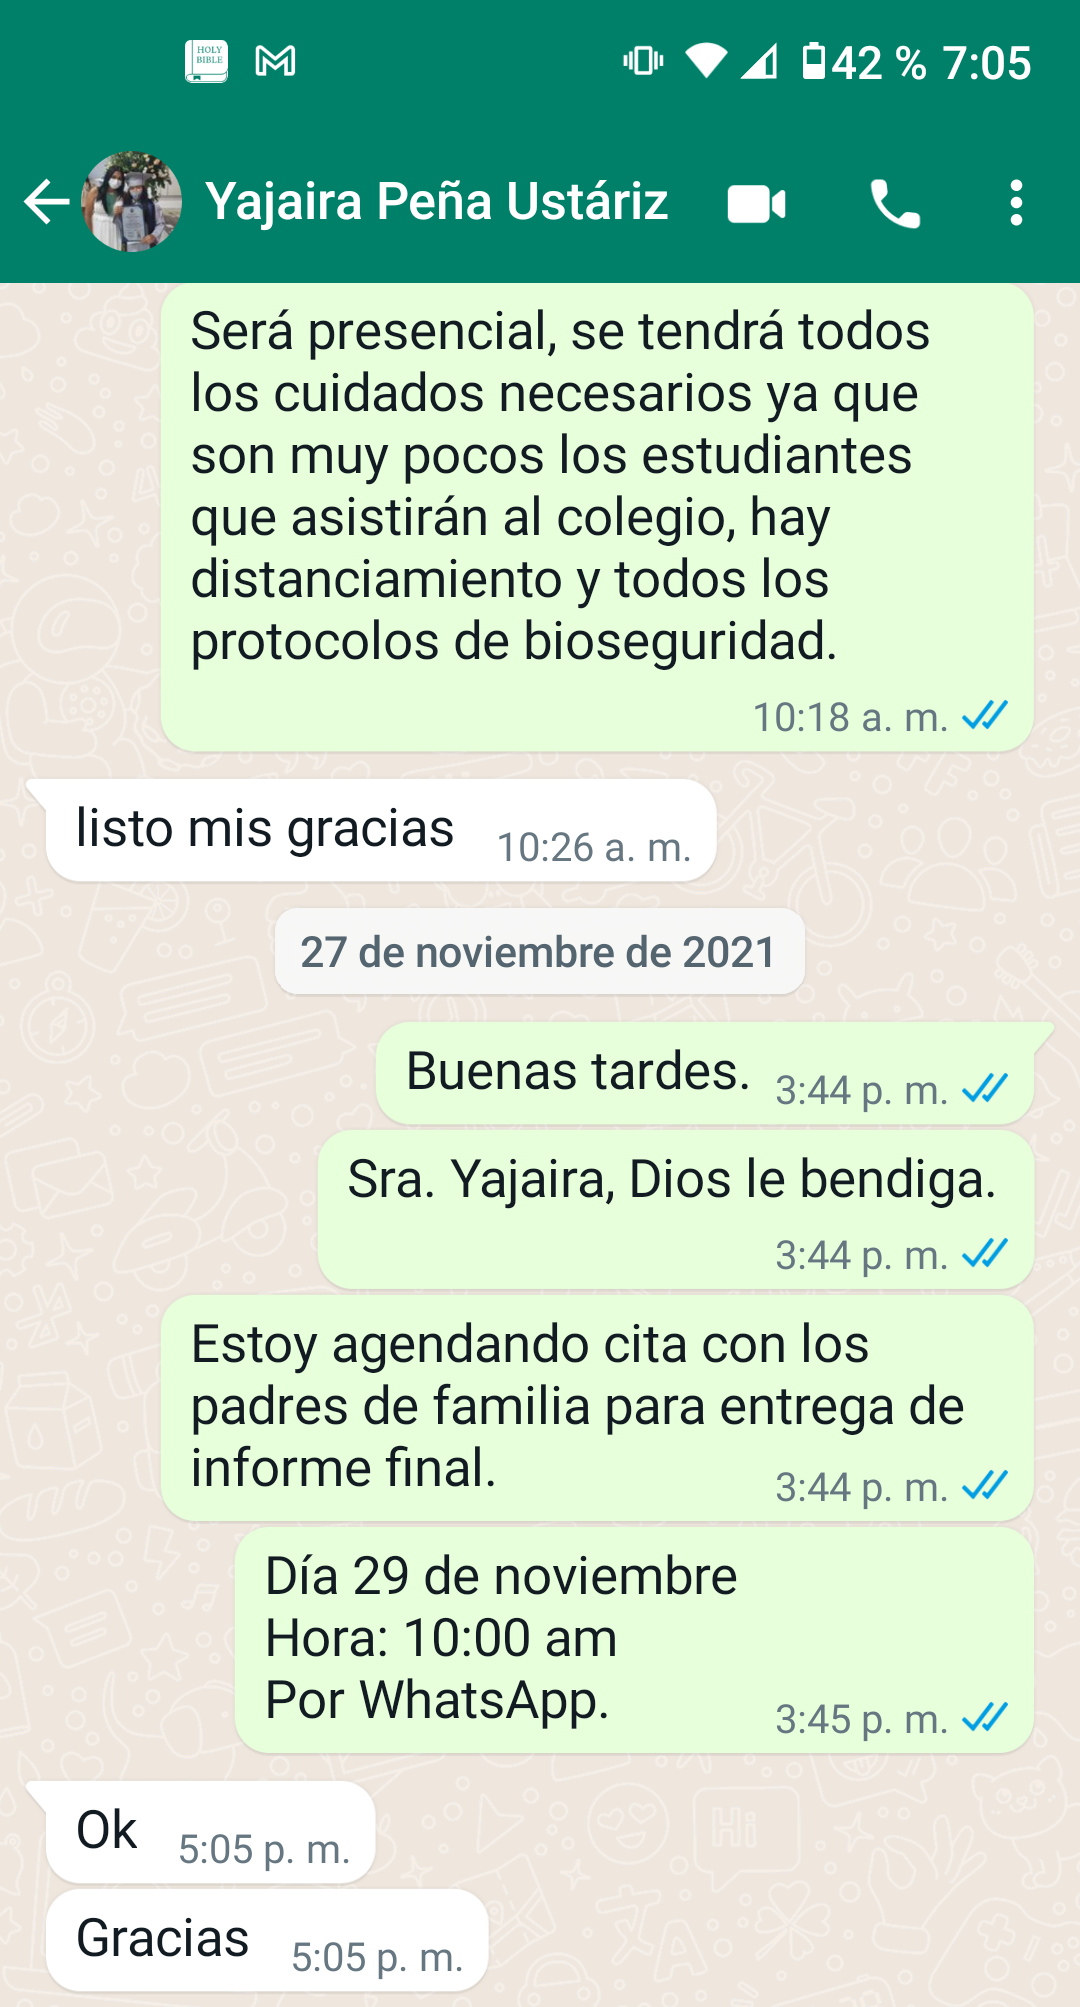 HOLY
BIBLE
42 % 7:05
Yajaira Peña Ustáriz
Será presencial, se tendrá todos
los cuidados necesarios ya que
son muy pocos los estudiantes
que asistirán al colegio, hay
distanciamiento y todos los
protocolos de bioseguridad.
10:18 a. m.
listo mis gracias 10:26 a. m.
27 de noviembre de 2021
Buenas tardes. 3:44 p. m.
Sra. Yajaira, Dios le bendiga.
3:44 p. m.
Estoy agendando cita con los
padres de familia para entrega de
informe final. 3:44 p. m.
Día 29 de noviembre
Hora: 10:00 am
Por WhatsApp. 3:45 p. m.
Ok 5:05 p. m.
Gracias 5:05 p. m.